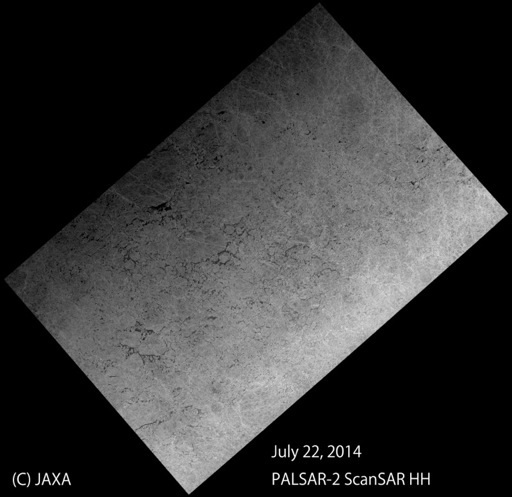 July 22, 2014
(C) JAXA
PALSAR-2 ScanSAR HH